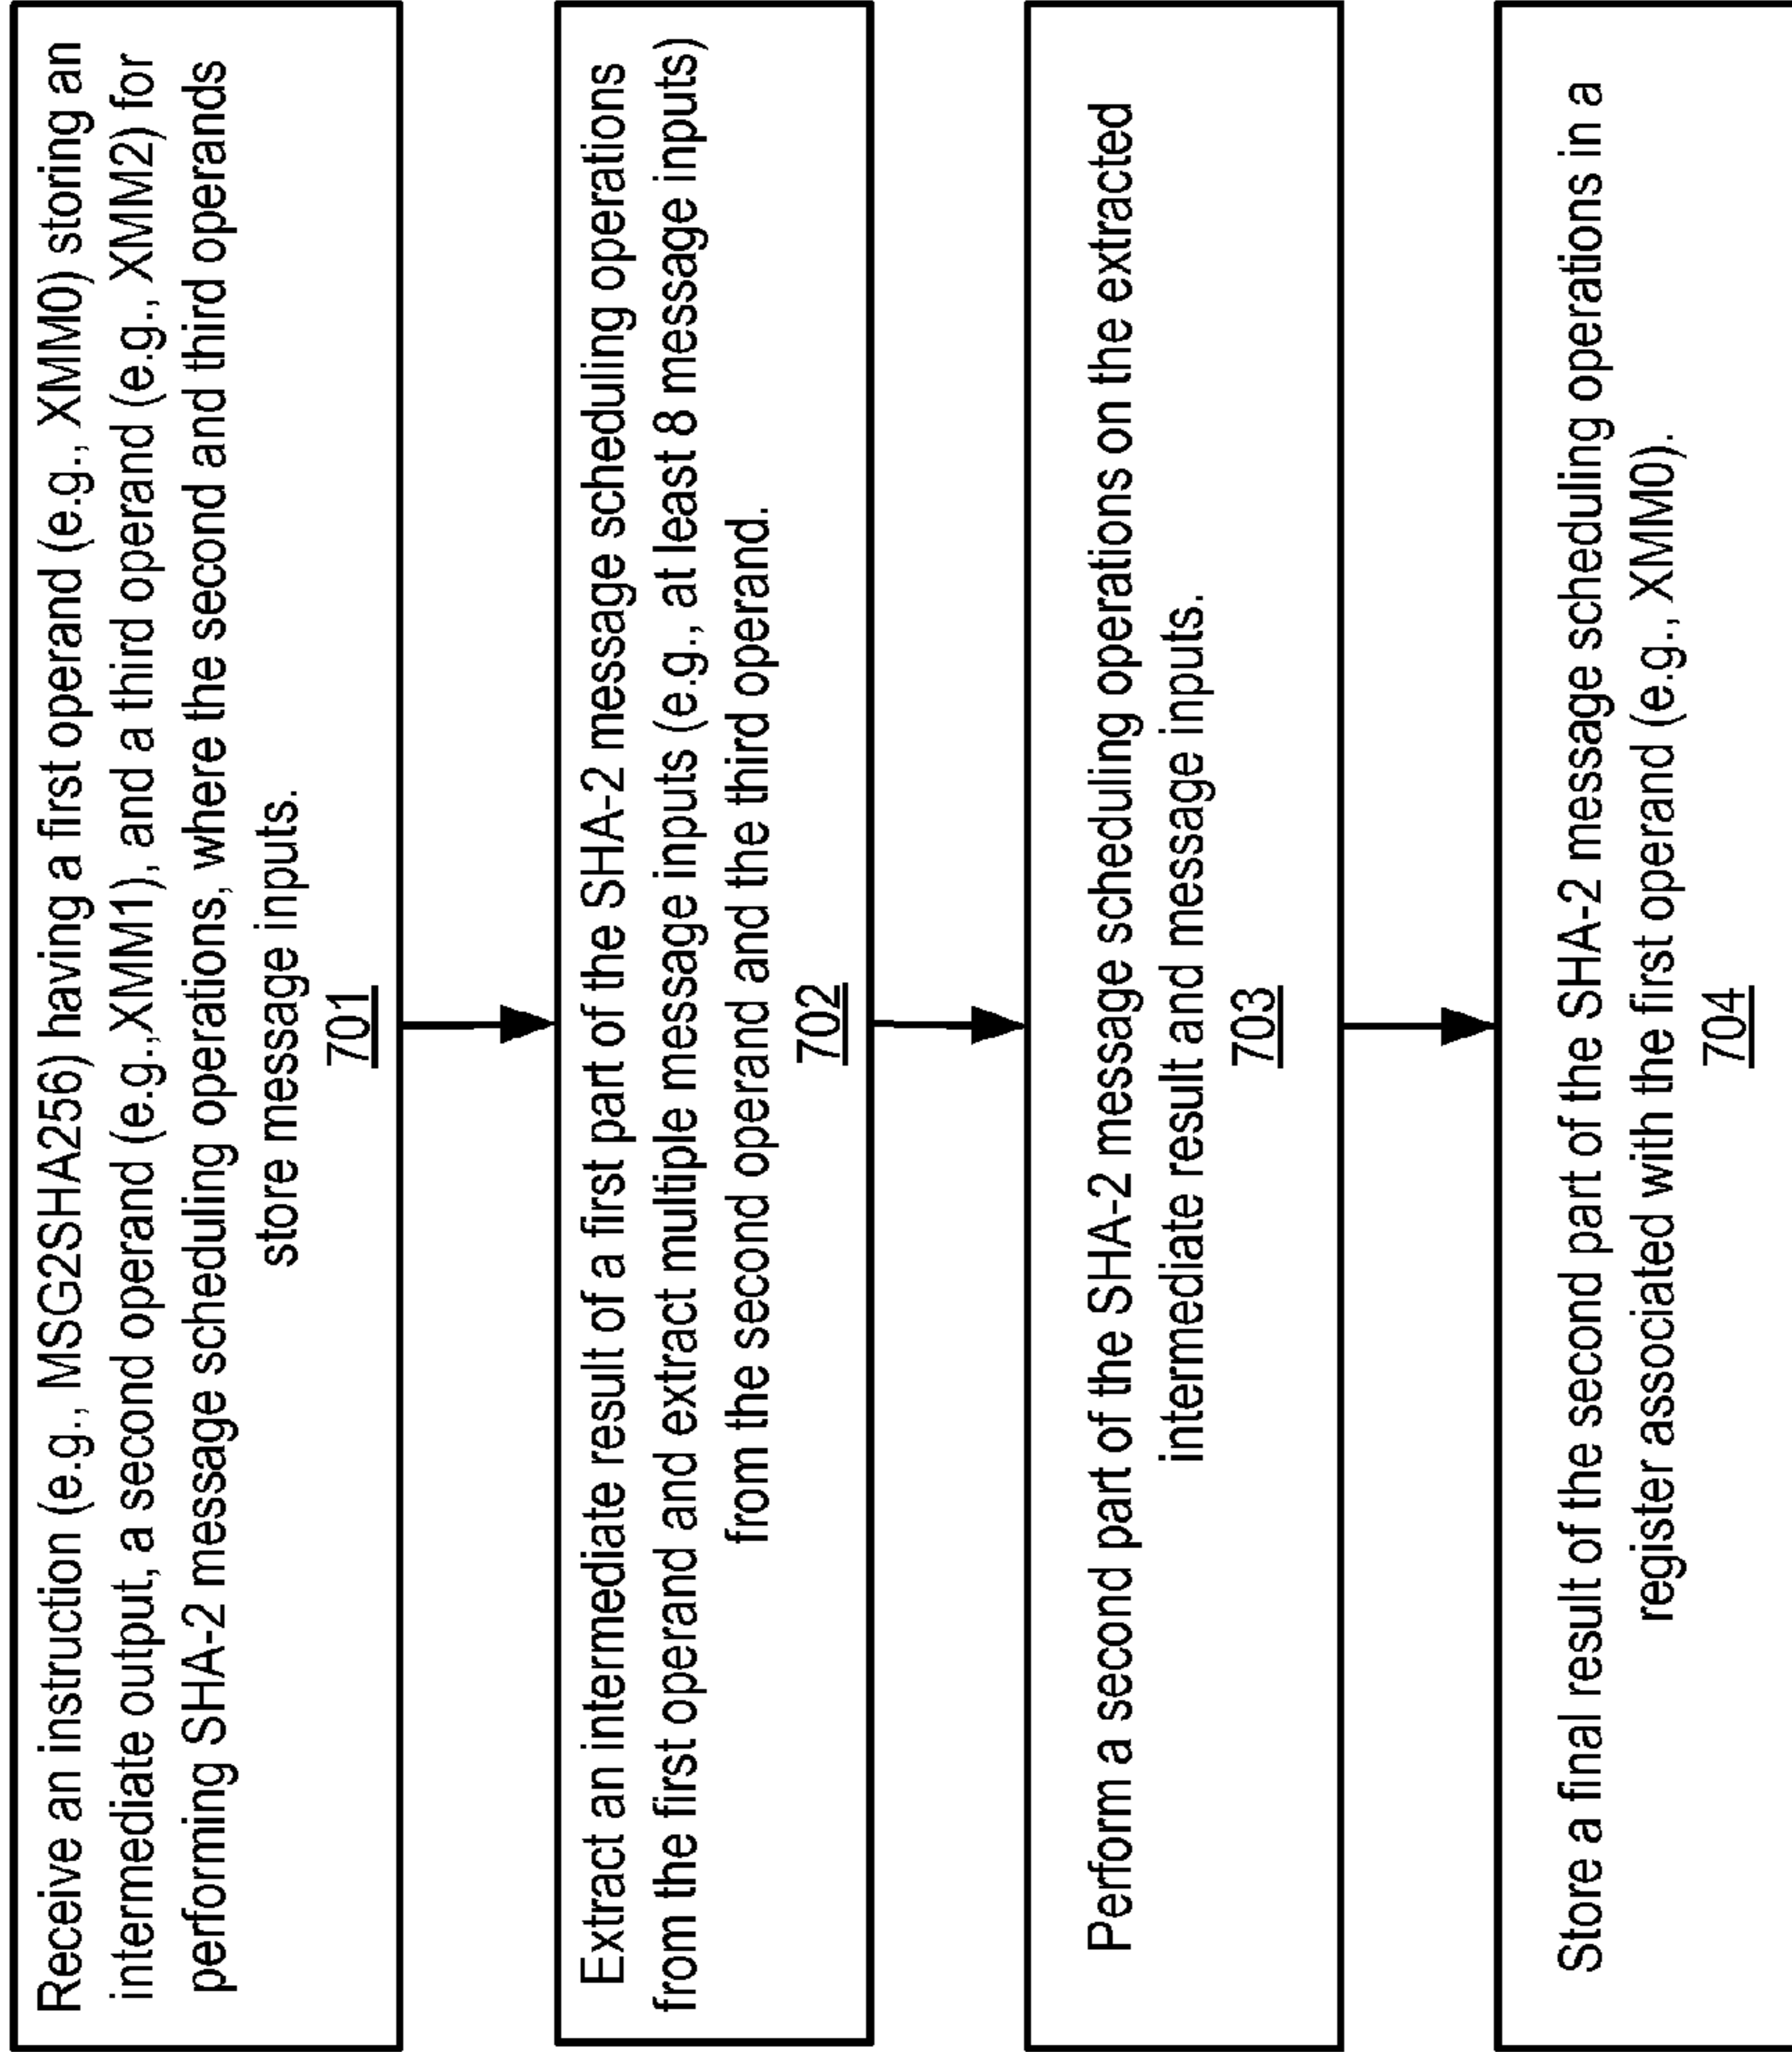 Receive an instruction (e.g., MSG2SHA256) having a first operand (e.g., XMM0) storing an
intermediate output, a second operand (e.g.,XMM1), and a third operand (e.g., XMM2) for
performing SHA-2 message scheduling operations, where the second and third operands
store message inputs.
701
Extract an intermediate result of a first part of the SHA-2 message scheduling operations
from the first operand and extract multiple message inputs (e.g., at least 8 message inputs)
from the second operand and the third operand.
702
Perform a second part of the SHA-2 message scheduling operations on the extracted
intermediate result and message inputs.
703
Store a final result of the second part of the SHA-2 message scheduling operations in a
register associated with the first operand (e.g., XMM0).
704